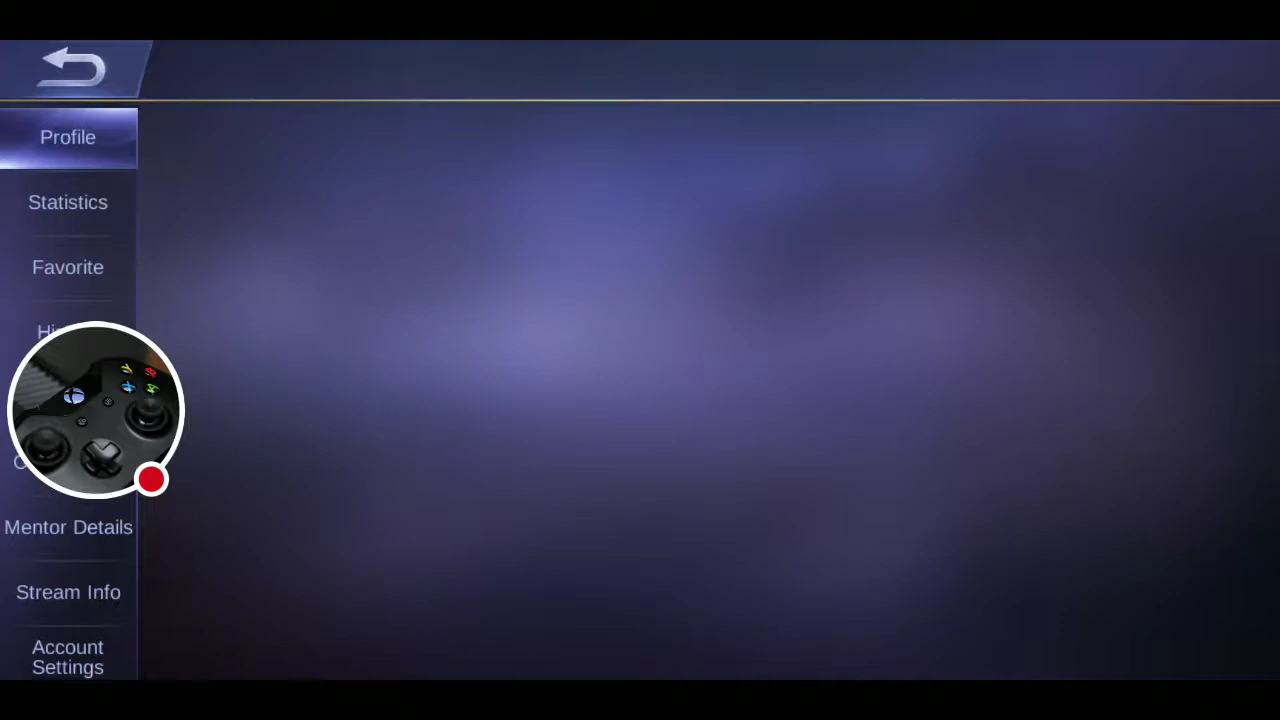 Profile
Statistics
Favorite
Mentor Details
Stream Info
Account
Settings